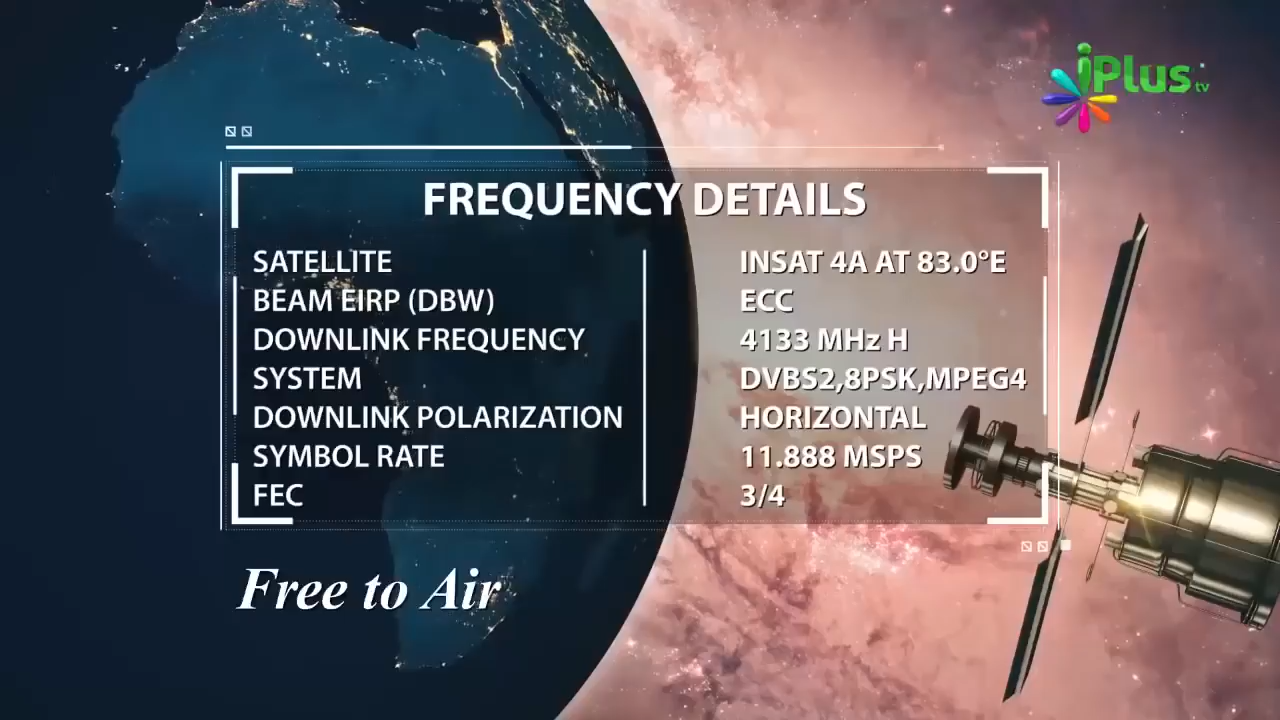 iPlus tv
FREQUENCY DETAILS
SATELLITE INSAT 4A AT 83.0°E
BEAM EIRP (DBW) ECC
DOWNLINK FREQUENCY 4133 MHz H
SYSTEM DVBS2,8PSK,MPEG4
DOWNLINK POLARIZATION HORIZONTAL
SYMBOL RATE 11.888 MSPS
FEC 3/4
Free to Air